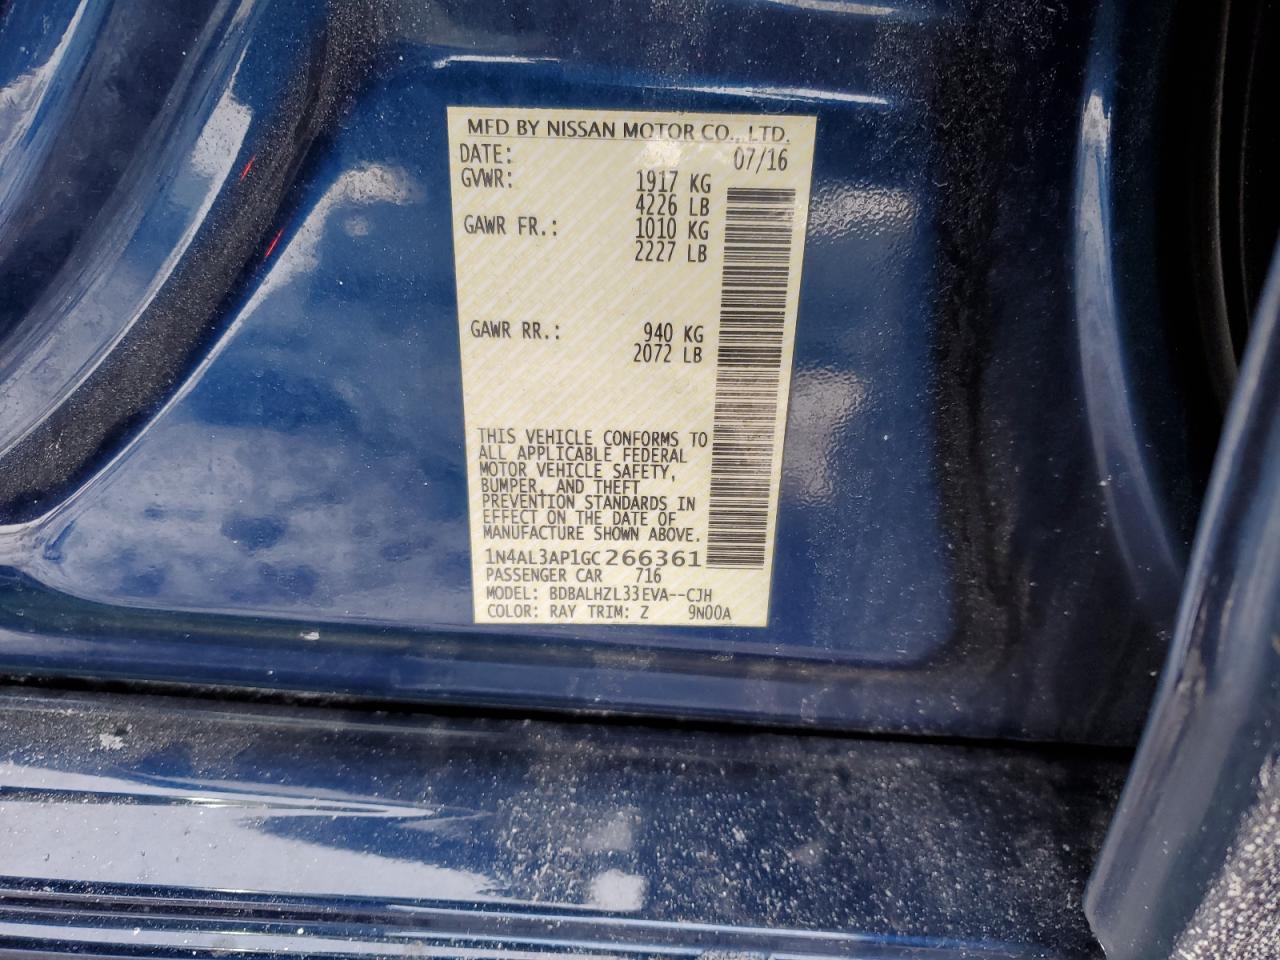 MFD BY NISSAN MOTOR CO., LTD.
DATE: 07/16
GVWR: 1917 KG
4226 LB
GAWR FR.: 1010 KG
2227 LB
GAWR RR.: 940 KG
2072 LB
THIS VEHICLE CONFORMS TO
ALL APPLICABLE FEDERAL
MOTOR VEHICLE SAFETY,
BUMPER, AND THEFT
PREVENTION STANDARDS IN
EFFECT ON THE DATE OF
MANUFACTURE SHOWN ABOVE.
1N4AL3AP1GC266361
PASSENGER CAR 716
MODEL: BDBALHZL33EVA--CJH
COLOR: RAY TRIM: Z 9N00A